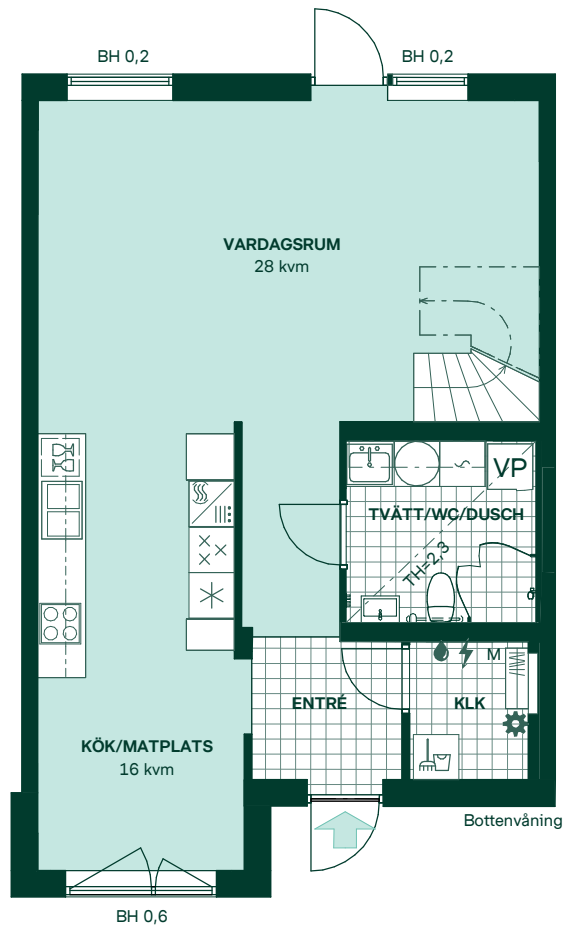 BH 0,2
BH 0,2
VARDAGSRUM
28 kvm
VP
TVÄTT/WC/DUSCH
TH=2,3
M
ENTRÉ
KLK
KÖK/MATPLATS
16 kvm
Bottenvåning
BH 0,6